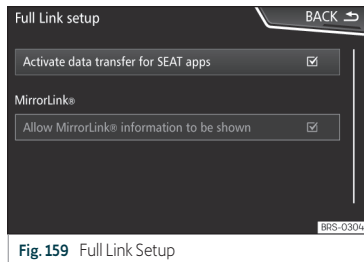 Full Link setup
BACK
Activate data transfer for SEAT apps
MirrorLink®
Allow MirrorLink® information to be shown
BRS-0304
Fig. 159 Full Link Setup